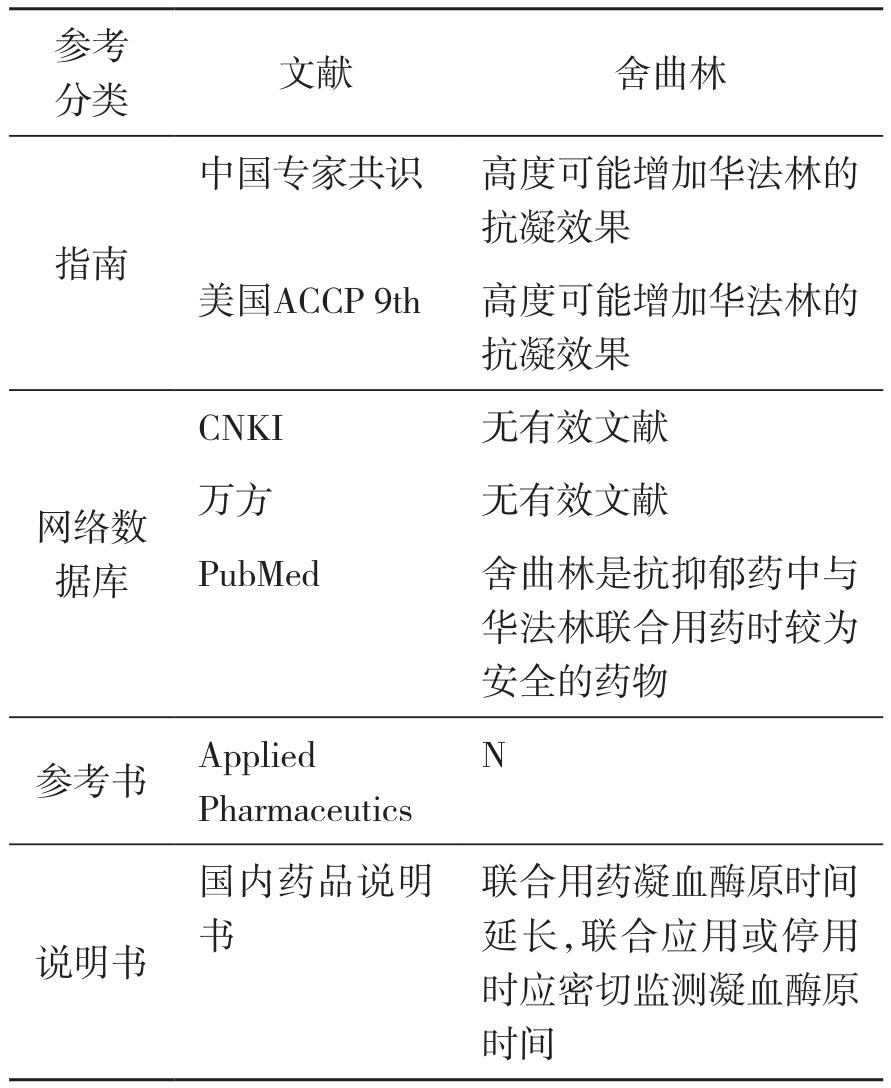 参考
分类
文献
舍曲林
指南
中国专家共识
高度可能增加华法林的
抗凝效果
美国ACCP 9th
高度可能增加华法林的
抗凝效果
网络数
据库
CNKI
无有效文献
万方
无有效文献
PubMed
舍曲林是抗抑郁药中与
华法林联合用药时较为
安全的药物
参考书
Applied
Pharmaceutics
N
说明书
国内药品说明
书
联合用药凝血酶原时间
延长,联合应用或停用
时应密切监测凝血酶原
时间